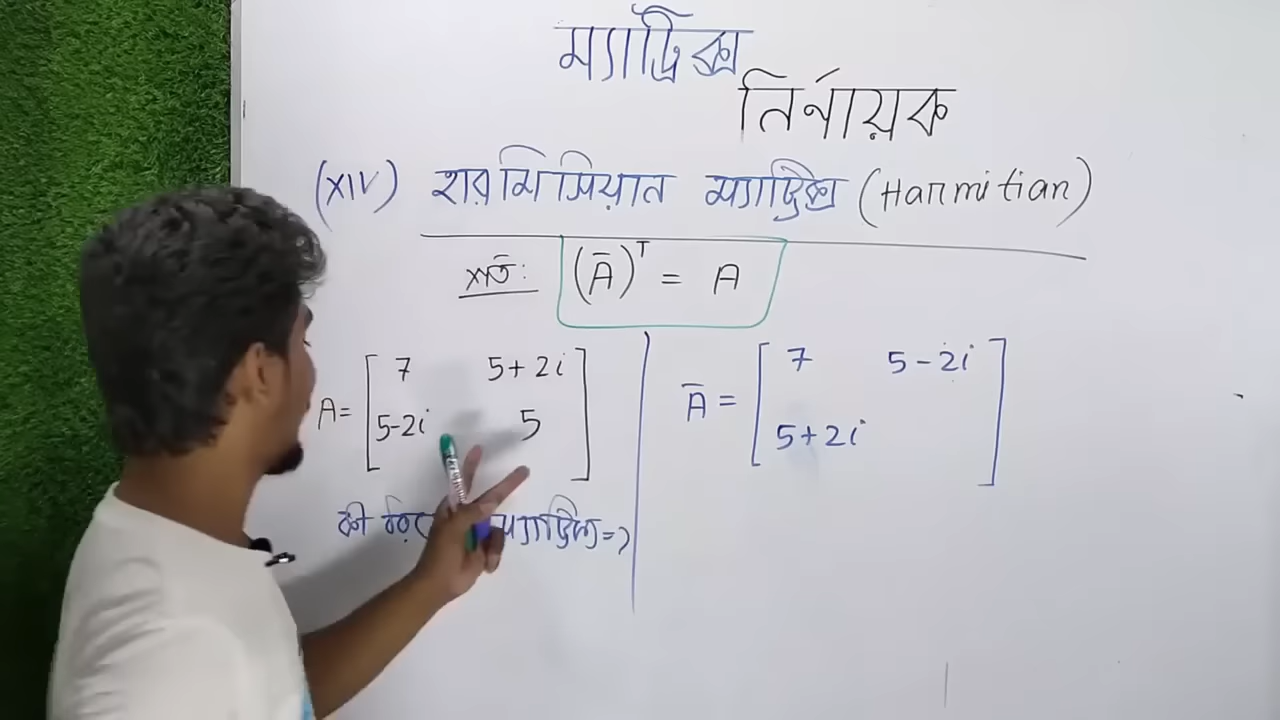 ম্যাট্রিক্স
নির্নায়ক
(XIV) হারমিসিয়ান ম্যাট্রিক্স (Harmitian)
শর্ত: (Ā)ᵀ = A
A= [ 7 5+2i
5-2i 5 ]
Ā = [ 7 5-2i
5+2i ]
কী ম্যাট্রিক্স=?